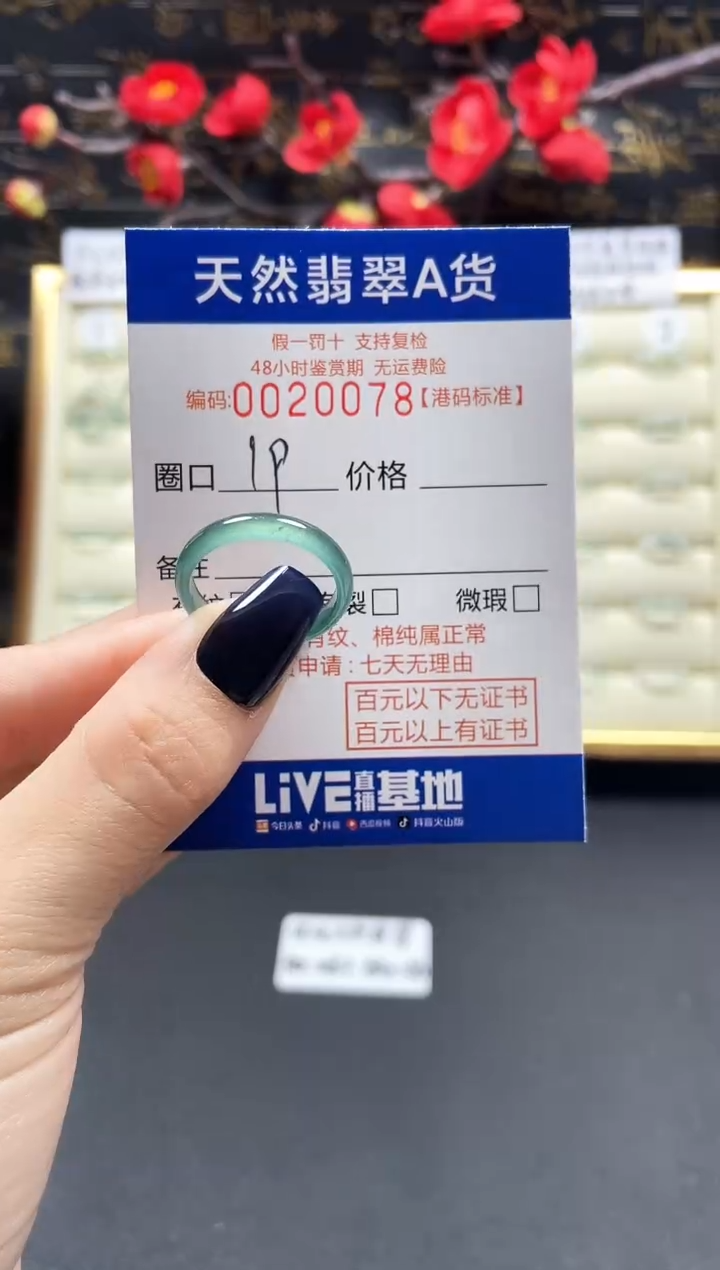 天然翡翠A货
假一罚十 支持复检
48小时鉴赏期 无运费险
编码:0020078【港码标准】
圈口 价格
备注
裂□ 微瑕□
有纹、棉纯属正常
申请：七天无理由
百元以下无证书
百元以上有证书
LiVE直播基地
今日头条 抖音 西瓜视频 抖音火山版